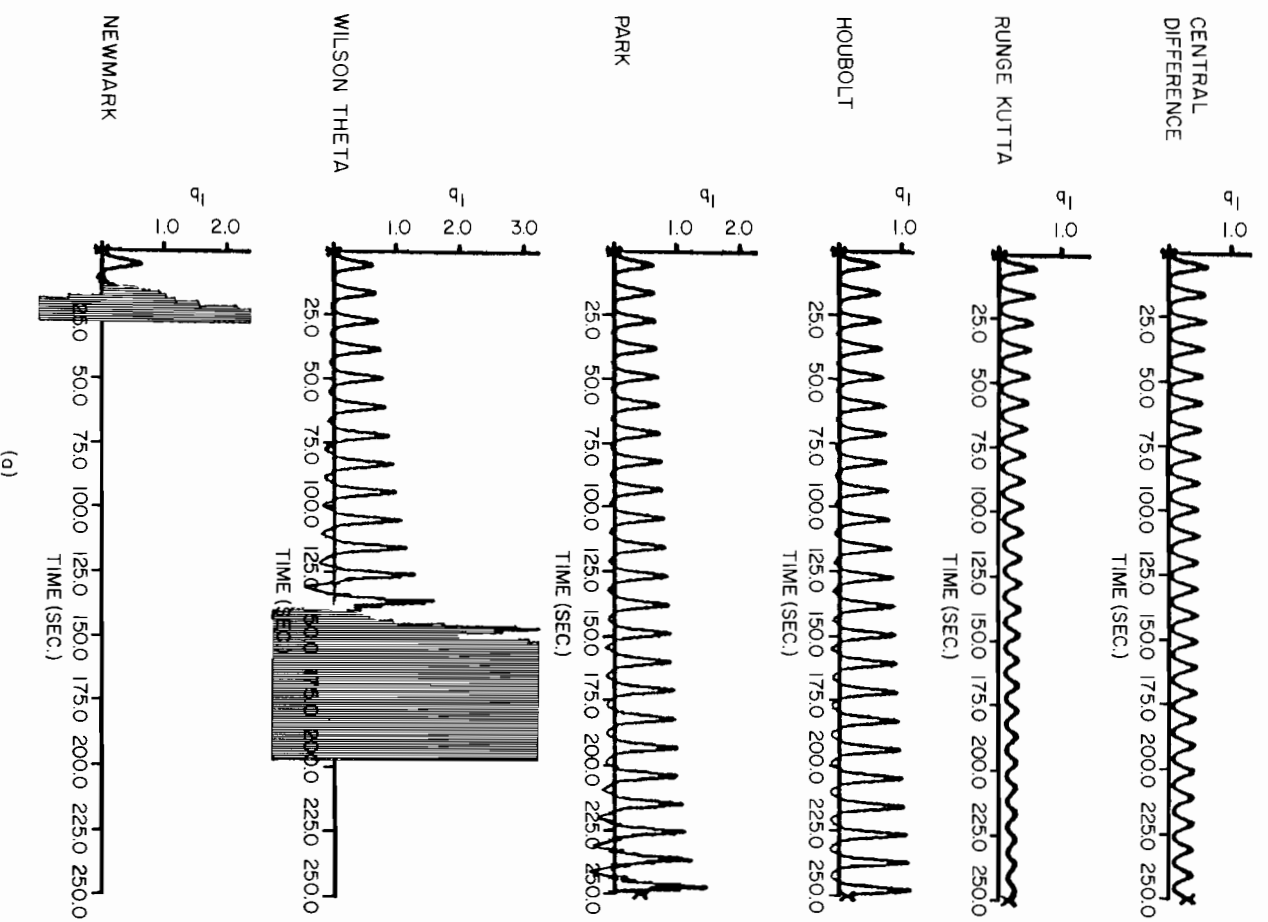 CENTRAL
DIFFERENCE
q₁
1.0
25.0 50.0 75.0 100.0 125.0 150.0 175.0 200.0 225.0 250.0
TIME (SEC.)
RUNGE KUTTA
q₁
1.0
25.0 50.0 75.0 100.0 125.0 150.0 175.0 200.0 225.0 250.0
TIME (SEC.)
HOUBOLT
q₁
1.0
25.0 50.0 75.0 100.0 125.0 150.0 175.0 200.0 225.0 250.0
TIME (SEC.)
PARK
q₁
2.0
1.0
25.0 50.0 75.0 100.0 125.0 150.0 175.0 200.0 225.0 250.0
TIME (SEC.)
WILSON THETA
q₁
3.0
2.0
1.0
25.0 50.0 75.0 100.0 125.0 150.0 175.0 200.0 225.0 250.0
TIME (SEC.)
NEWMARK
q₁
2.0
1.0
25.0 50.0 75.0 100.0 125.0 150.0 175.0 200.0 225.0 250.0
TIME (SEC.)
(a)